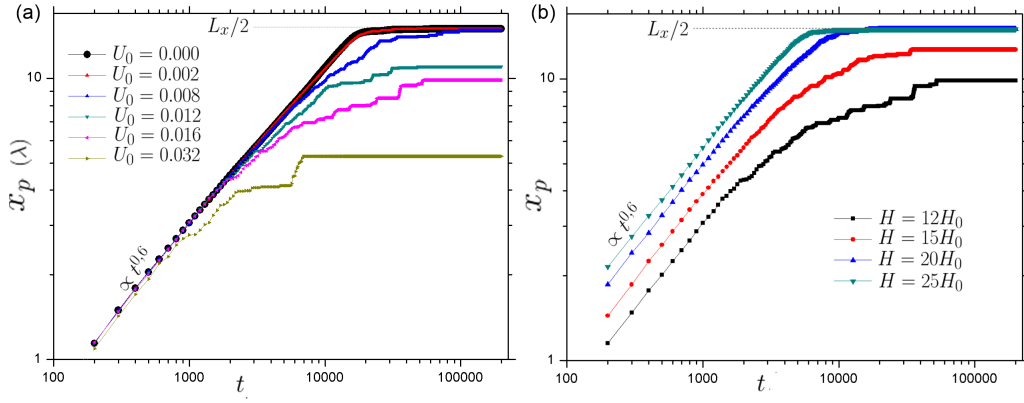 (a)
L_x/2
U_0 = 0.000
U_0 = 0.002
U_0 = 0.008
U_0 = 0.012
U_0 = 0.016
U_0 = 0.032
∝ t^{0,6}
x_p (λ)
10
1
100
1000
10000
100000
t
(b)
L_x/2
∝ t^{0,6}
H = 12H_0
H = 15H_0
H = 20H_0
H = 25H_0
x_p
10
1
100
1000
10000
100000
t